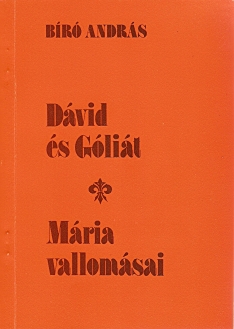 BÍRÓ ANDRÁS
Dávid
és Góliát
Mária
vallomásai